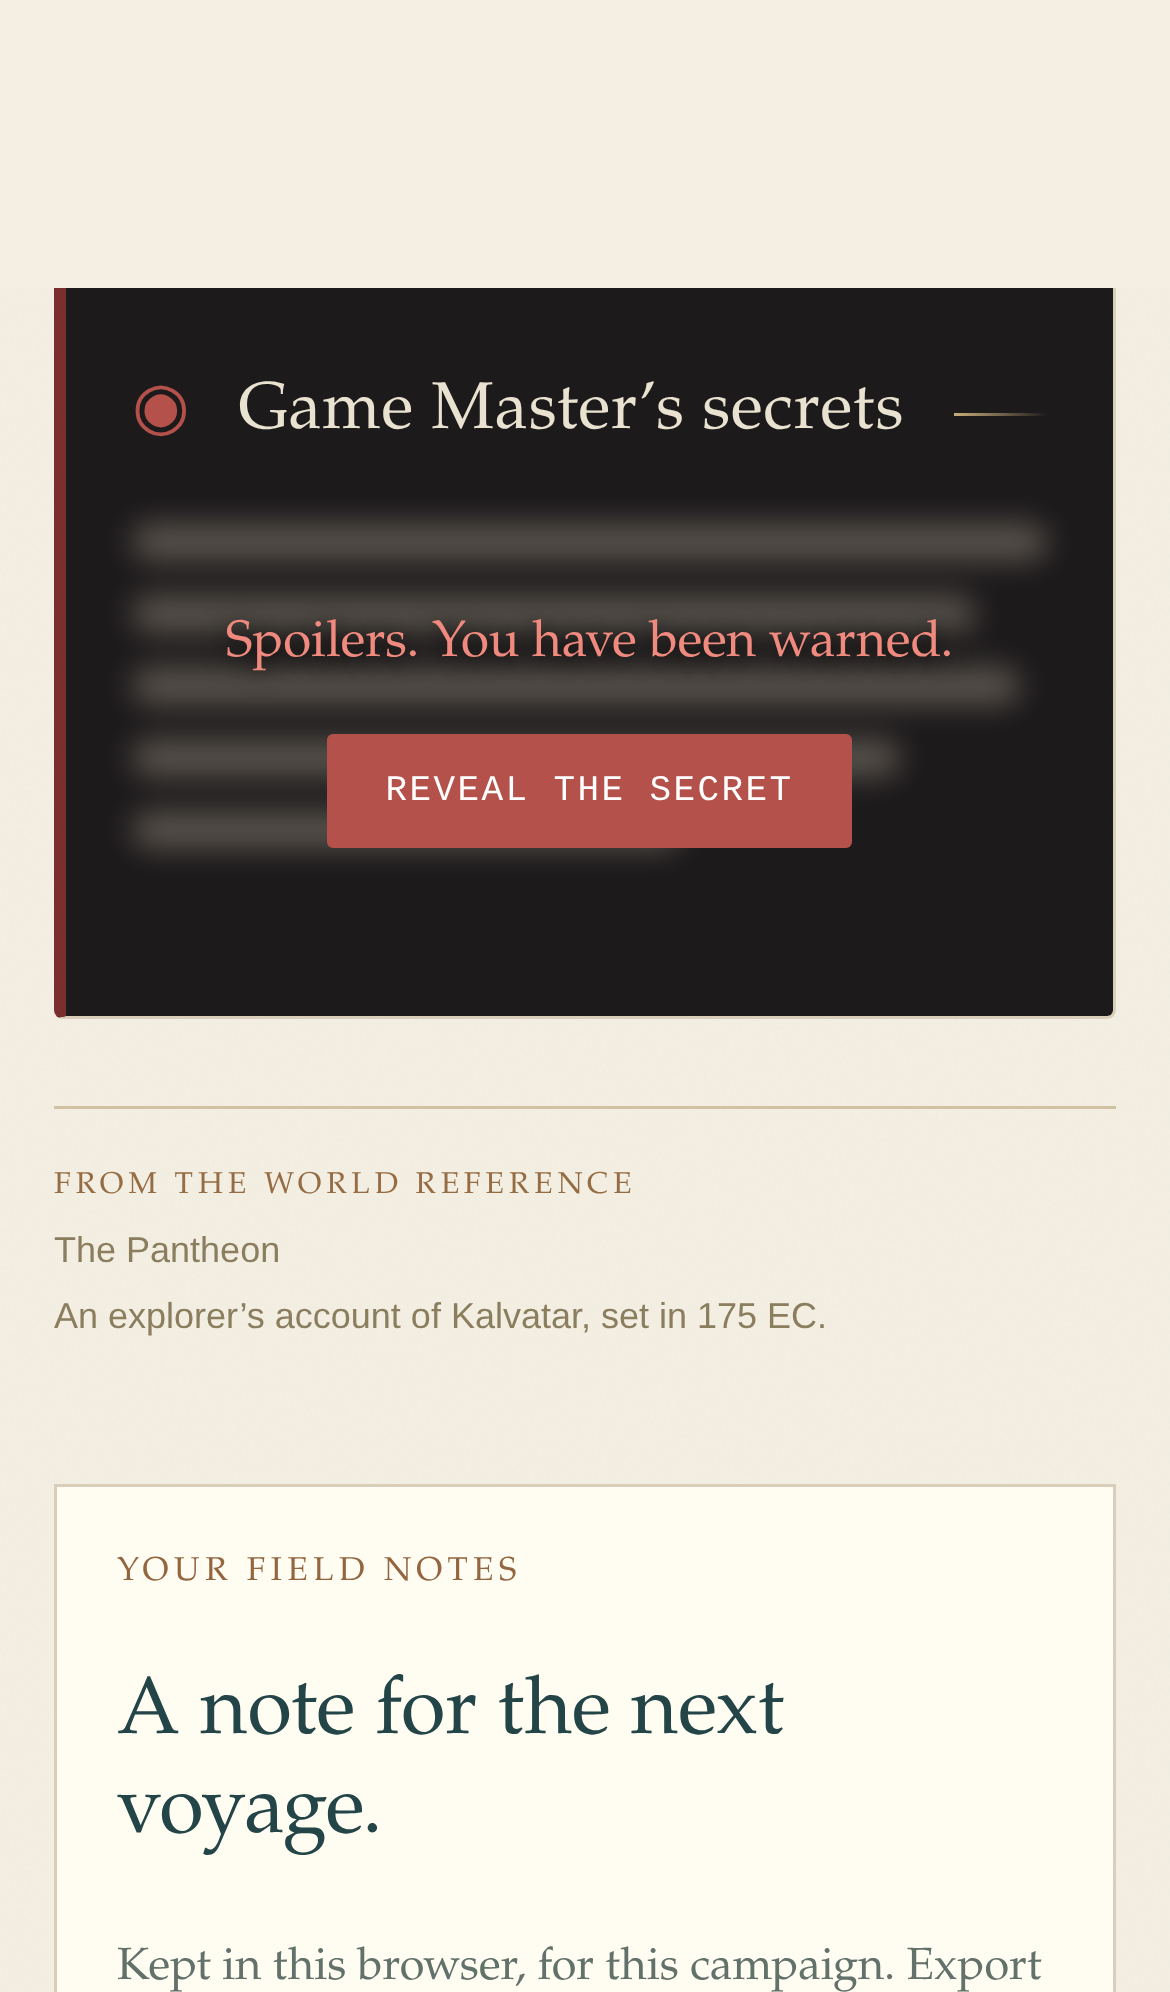 Game Master’s secrets
Spoilers. You have been warned.
REVEAL THE SECRET
FROM THE WORLD REFERENCE
The Pantheon
An explorer’s account of Kalvatar, set in 175 EC.
YOUR FIELD NOTES
A note for the next
voyage.
Kept in this browser, for this campaign. Export